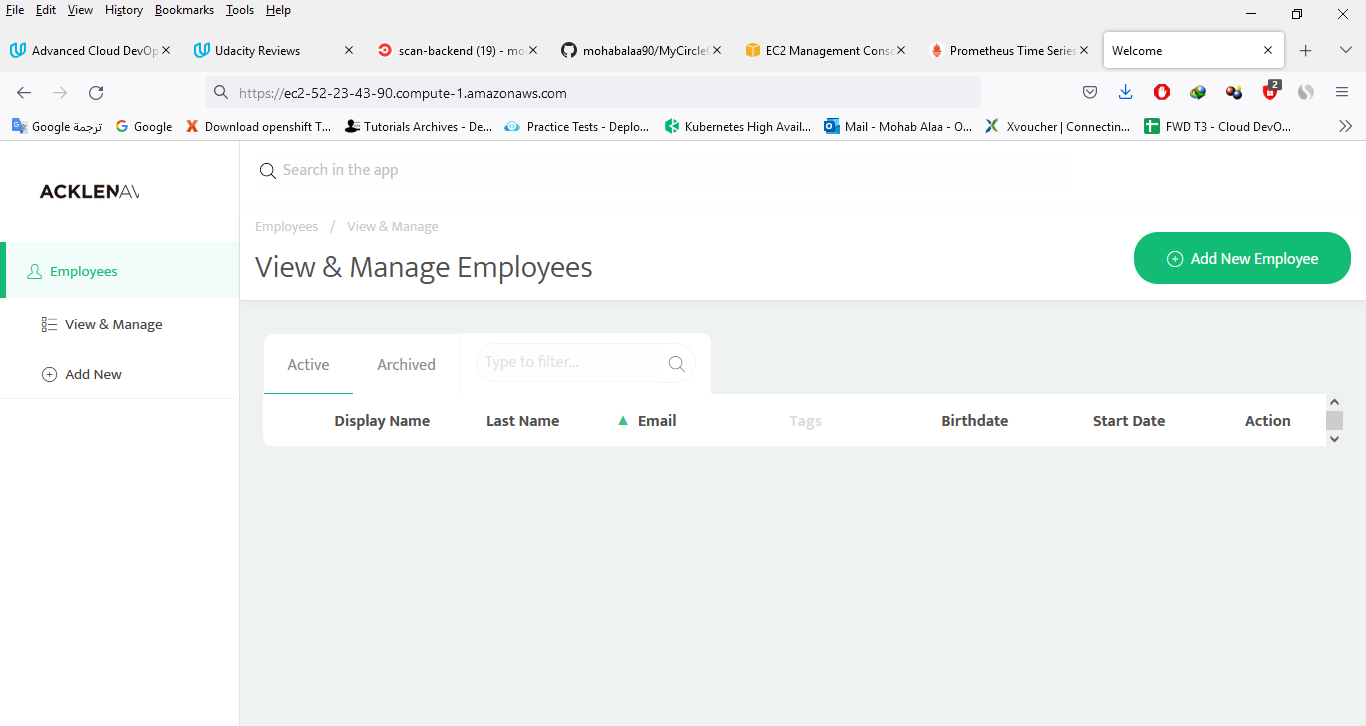 File Edit View History Bookmarks Tools Help
Advanced Cloud DevOp
Udacity Reviews
scan-backend (19) - mo
mohabalaa90/MyCircleC
EC2 Management Conso
Prometheus Time Series
Welcome
https://ec2-52-23-43-90.compute-1.amazonaws.com
2
ترجمة Google
Google
Download openshift T...
Tutorials Archives - De...
Practice Tests - Deplo...
Kubernetes High Avail...
Mail - Mohab Alaa - O...
Xvoucher | Connectin...
FWD T3 - Cloud DevO...
ACKLENAV
Search in the app
Employees / View & Manage
View & Manage Employees
Add New Employee
Employees
View & Manage
Add New
Active Archived Type to filter...
Display Name Last Name Email Tags Birthdate Start Date Action